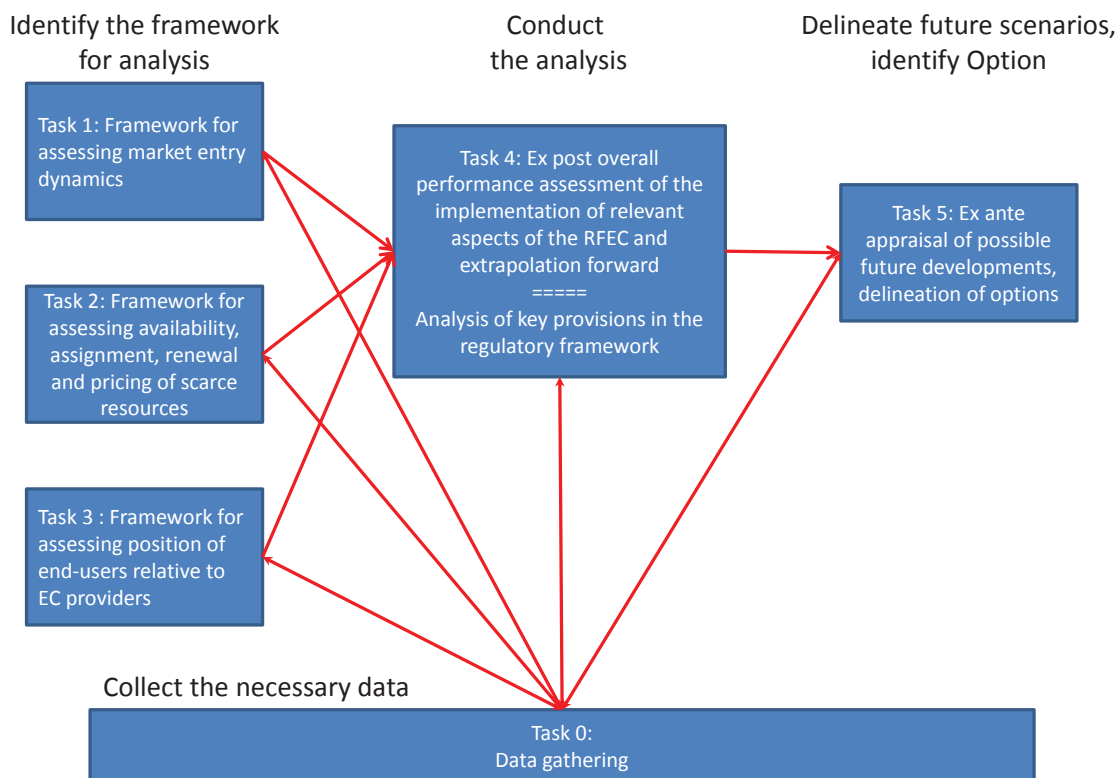 Identify the framework
for analysis
Conduct
the analysis
Delineate future scenarios,
identify Option
Task 1: Framework for
assessing market entry
dynamics
Task 2: Framework for
assessing availability,
assignment, renewal
and pricing of scarce
resources
Task 3 : Framework for
assessing position of
end-users relative to
EC providers
Task 4: Ex post overall
performance assessment of the
implementation of relevant
aspects of the RFEC and
extrapolation forward
=====
Analysis of key provisions in the
regulatory framework
Task 5: Ex ante
appraisal of possible
future developments,
delineation of options
Collect the necessary data
Task 0:
Data gathering